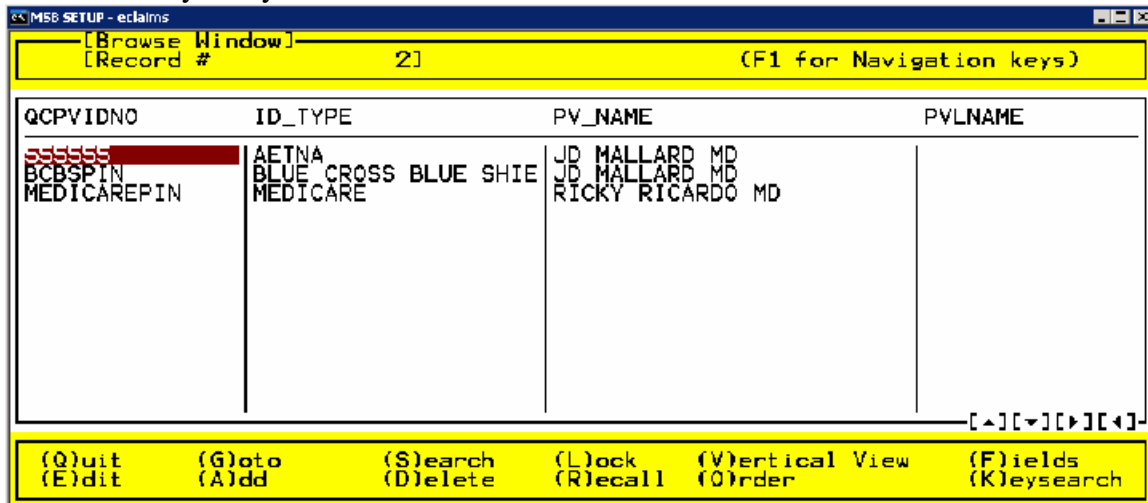 MSB SETUP - eclaims
[Browse Window]
[Record # 2] (F1 for Navigation keys)
QCPVIDNO ID_TYPE PV_NAME PVLNAME
555555 AETNA JD MALLARD MD
BCBSPIN BLUE CROSS BLUE SHIE JD MALLARD MD
MEDICAREPIN MEDICARE RICKY RICARDO MD
(Q)uit (G)oto (S)earch (L)ock (V)ertical View (F)ields
(E)dit (A)dd (D)elete (R)ecall (O)rder (K)eysearch